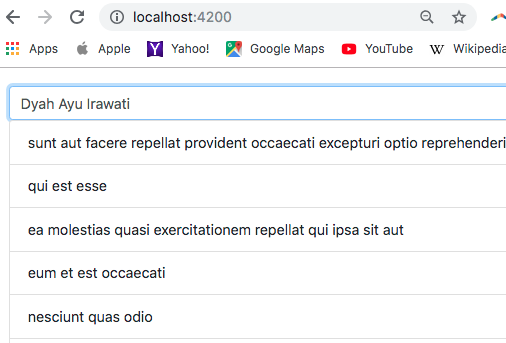 localhost:4200
Apps Apple Yahoo! Google Maps YouTube Wikipedia
Dyah Ayu Irawati
sunt aut facere repellat provident occaecati excepturi optio reprehenderi
qui est esse
ea molestias quasi exercitationem repellat qui ipsa sit aut
eum et est occaecati
nesciunt quas odio